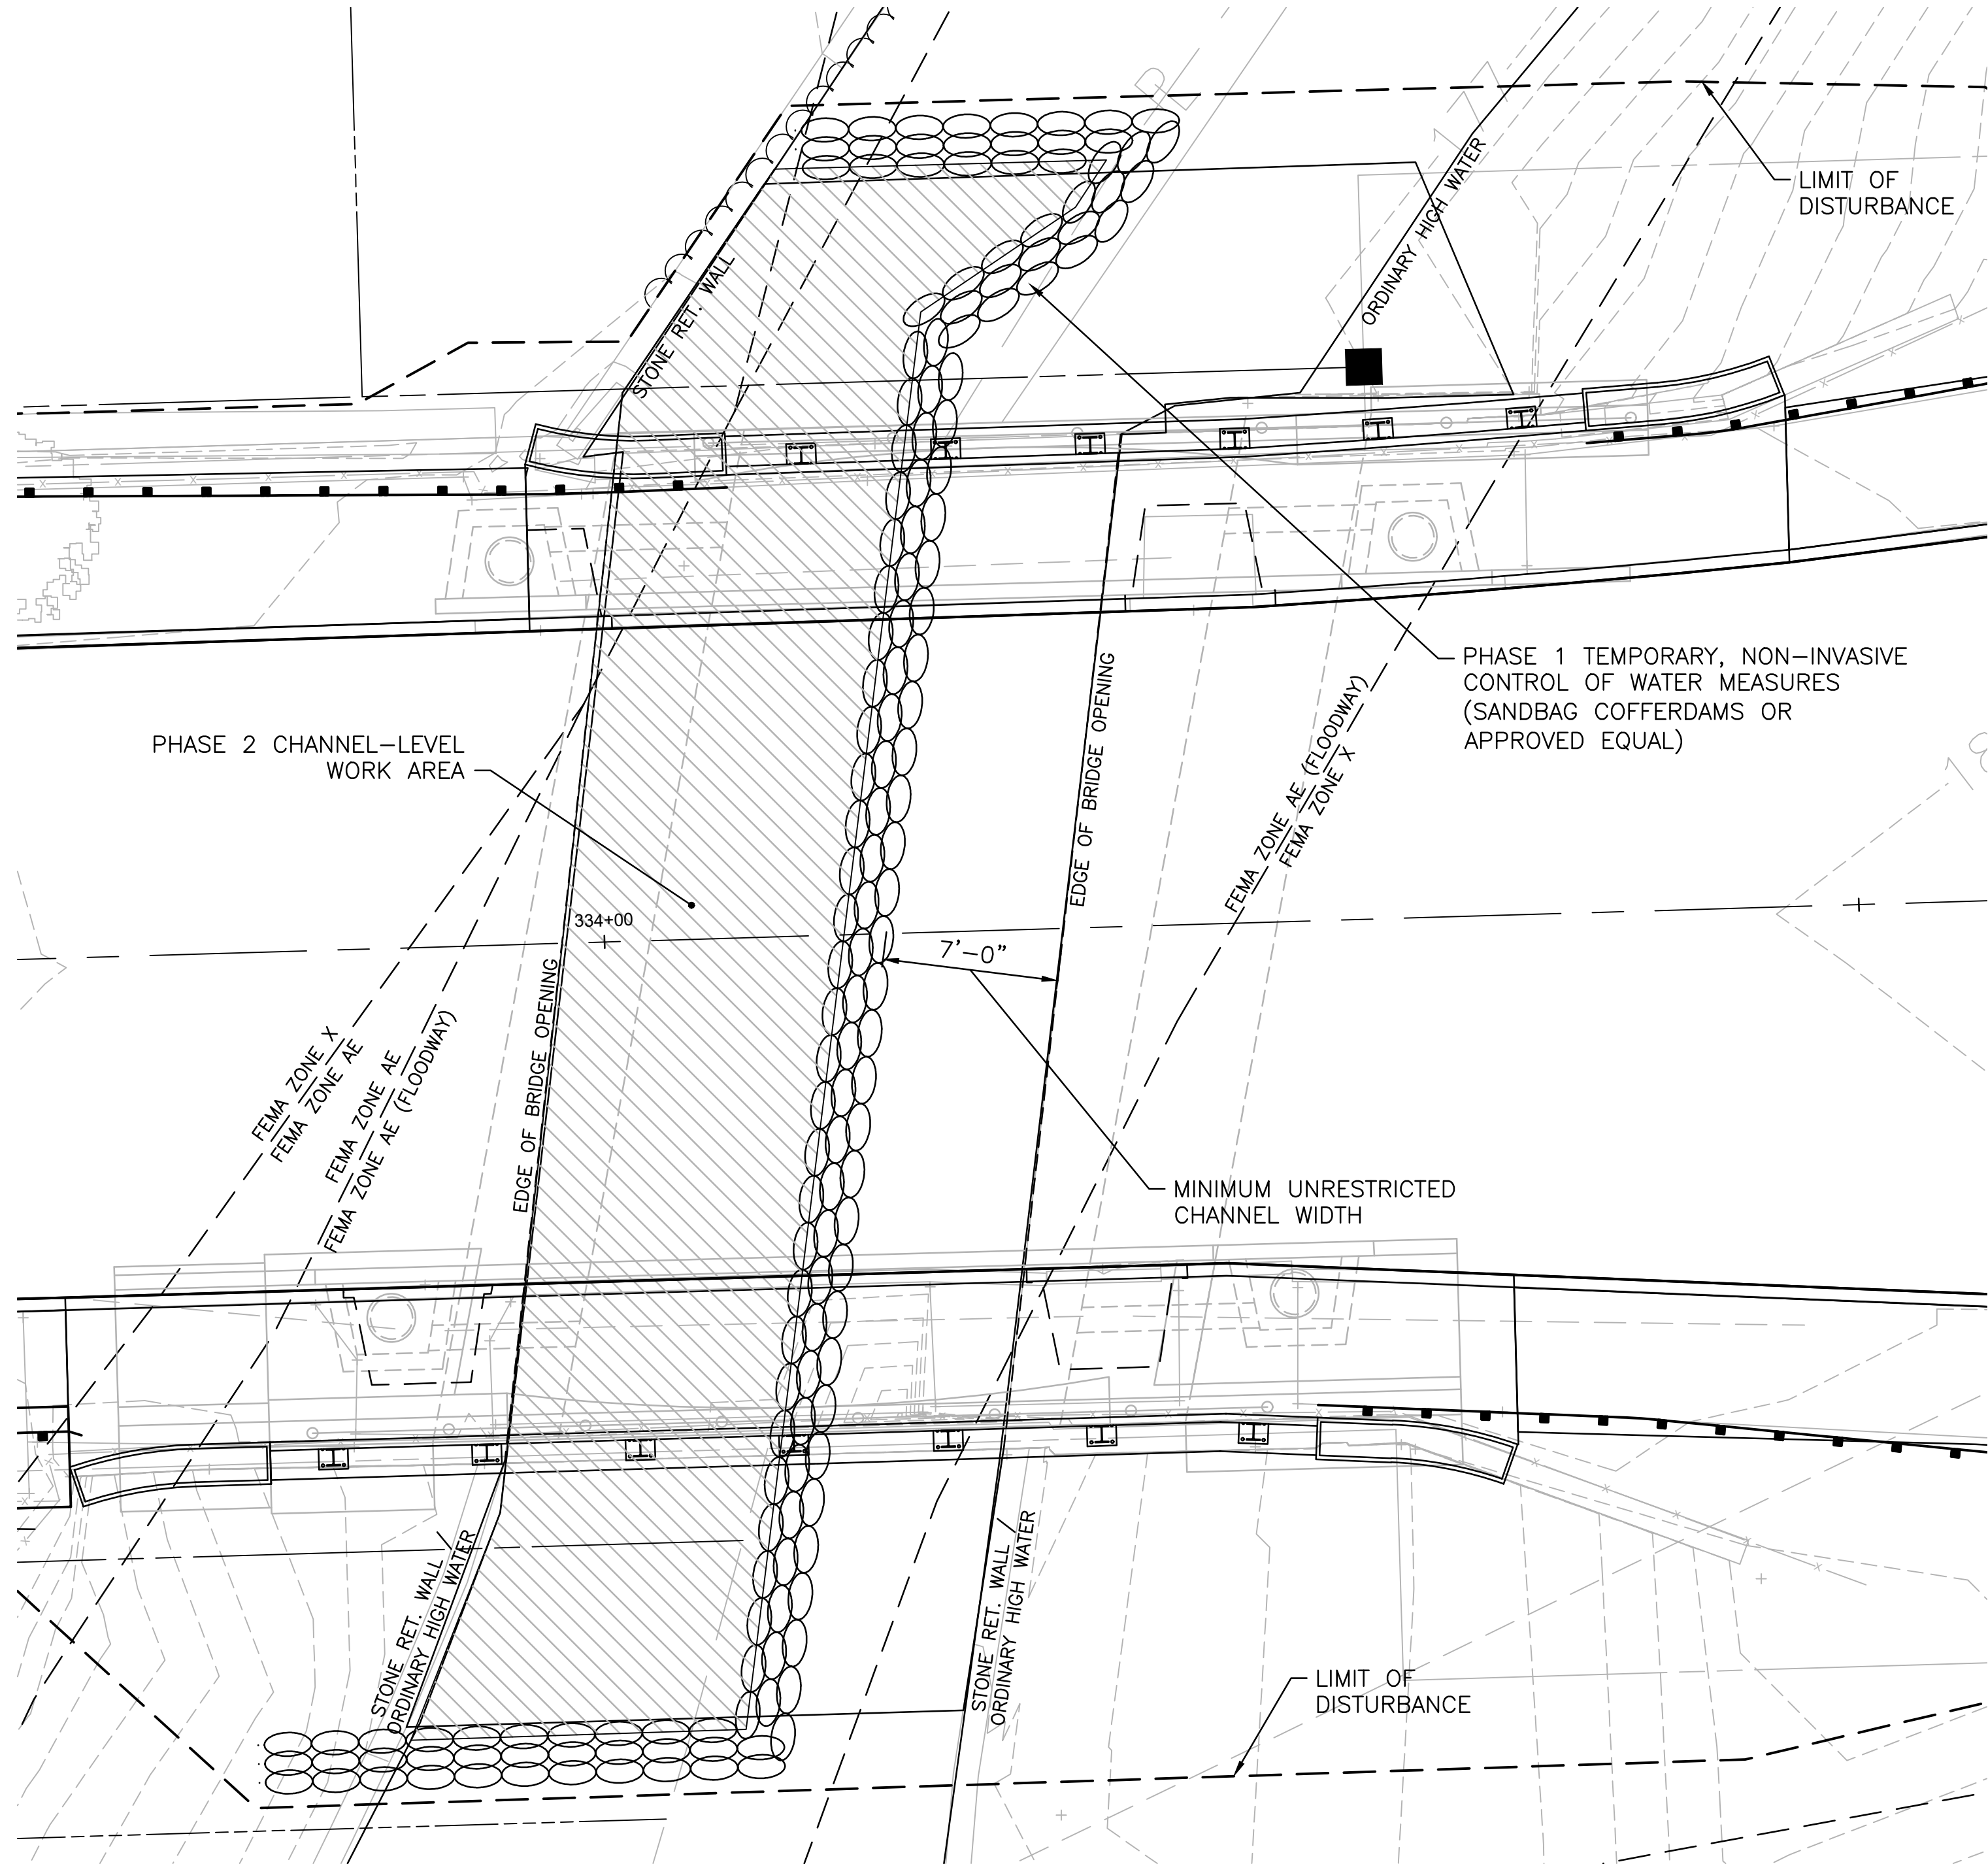 LIMIT OF
DISTURBANCE
ORDINARY HIGH WATER
STONE RET. WALL
PHASE 1 TEMPORARY, NON-INVASIVE
CONTROL OF WATER MEASURES
(SANDBAG COFFERDAMS OR
APPROVED EQUAL)
PHASE 2 CHANNEL-LEVEL
WORK AREA
EDGE OF BRIDGE OPENING
FEMA ZONE AE (FLOODWAY)
FEMA ZONE X
334+00
7'-0"
EDGE OF BRIDGE OPENING
FEMA ZONE X
FEMA ZONE AE
FEMA ZONE AE
FEMA ZONE AE (FLOODWAY)
MINIMUM UNRESTRICTED
CHANNEL WIDTH
STONE RET. WALL
ORDINARY HIGH WATER
STONE RET. WALL
ORDINARY HIGH WATER
LIMIT OF
DISTURBANCE